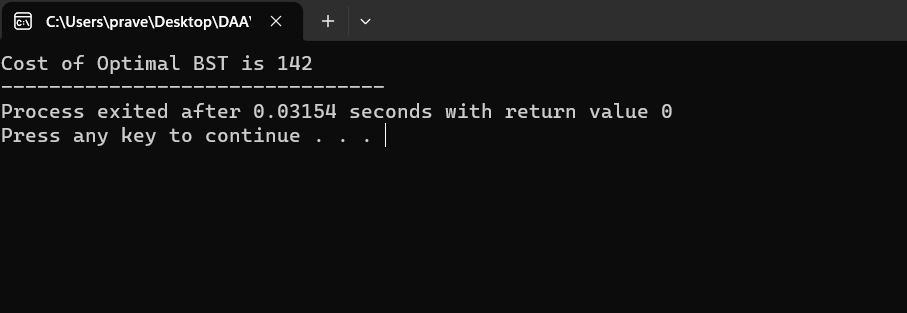 C:\Users\prave\Desktop\DAA\
Cost of Optimal BST is 142
--------------------------------
Process exited after 0.03154 seconds with return value 0
Press any key to continue . . .